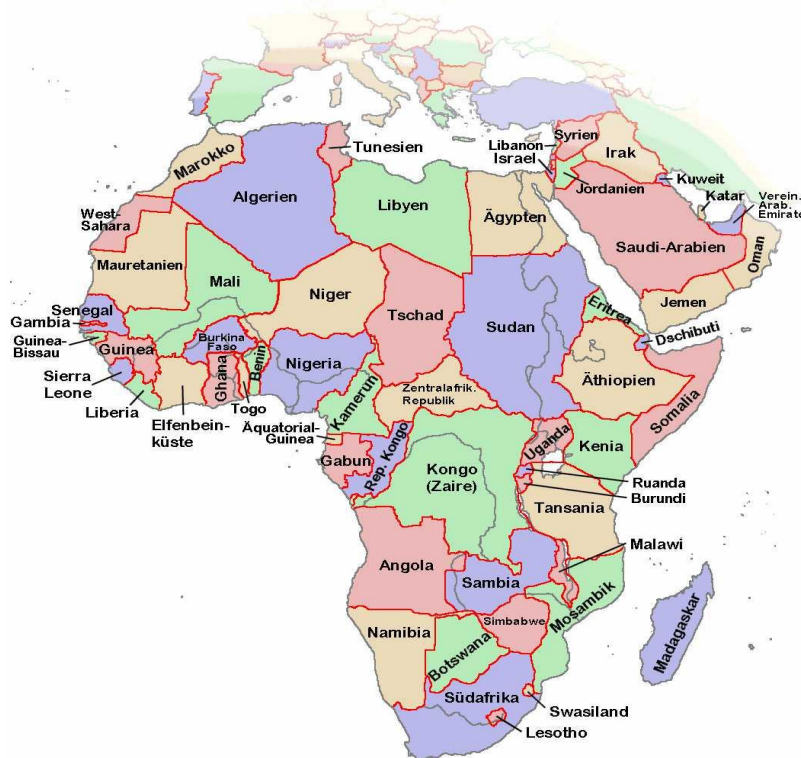 Tunesien
Marokko
Algerien
Libyen
Ägypten
Libanon
Israel
Syrien
Irak
Jordanien
Kuweit
Katar
Verein.
Arab.
Emirate
Saudi-Arabien
Oman
Jemen
West-
Sahara
Mauretanien
Mali
Niger
Tschad
Sudan
Eritrea
Dschibuti
Senegal
Gambia
Guinea-
Bissau
Guinea
Sierra
Leone
Liberia
Elfenbein-
küste
Burkina
Faso
Ghana
Togo
Benin
Nigeria
Kamerun
Zentralafrik.
Republik
Äthiopien
Somalia
Äquatorial-
Guinea
Gabun
Rep. Kongo
Kongo
(Zaire)
Uganda
Kenia
Ruanda
Burundi
Tansania
Malawi
Angola
Sambia
Mosambik
Madagaskar
Namibia
Botswana
Simbabwe
Südafrika
Swasiland
Lesotho